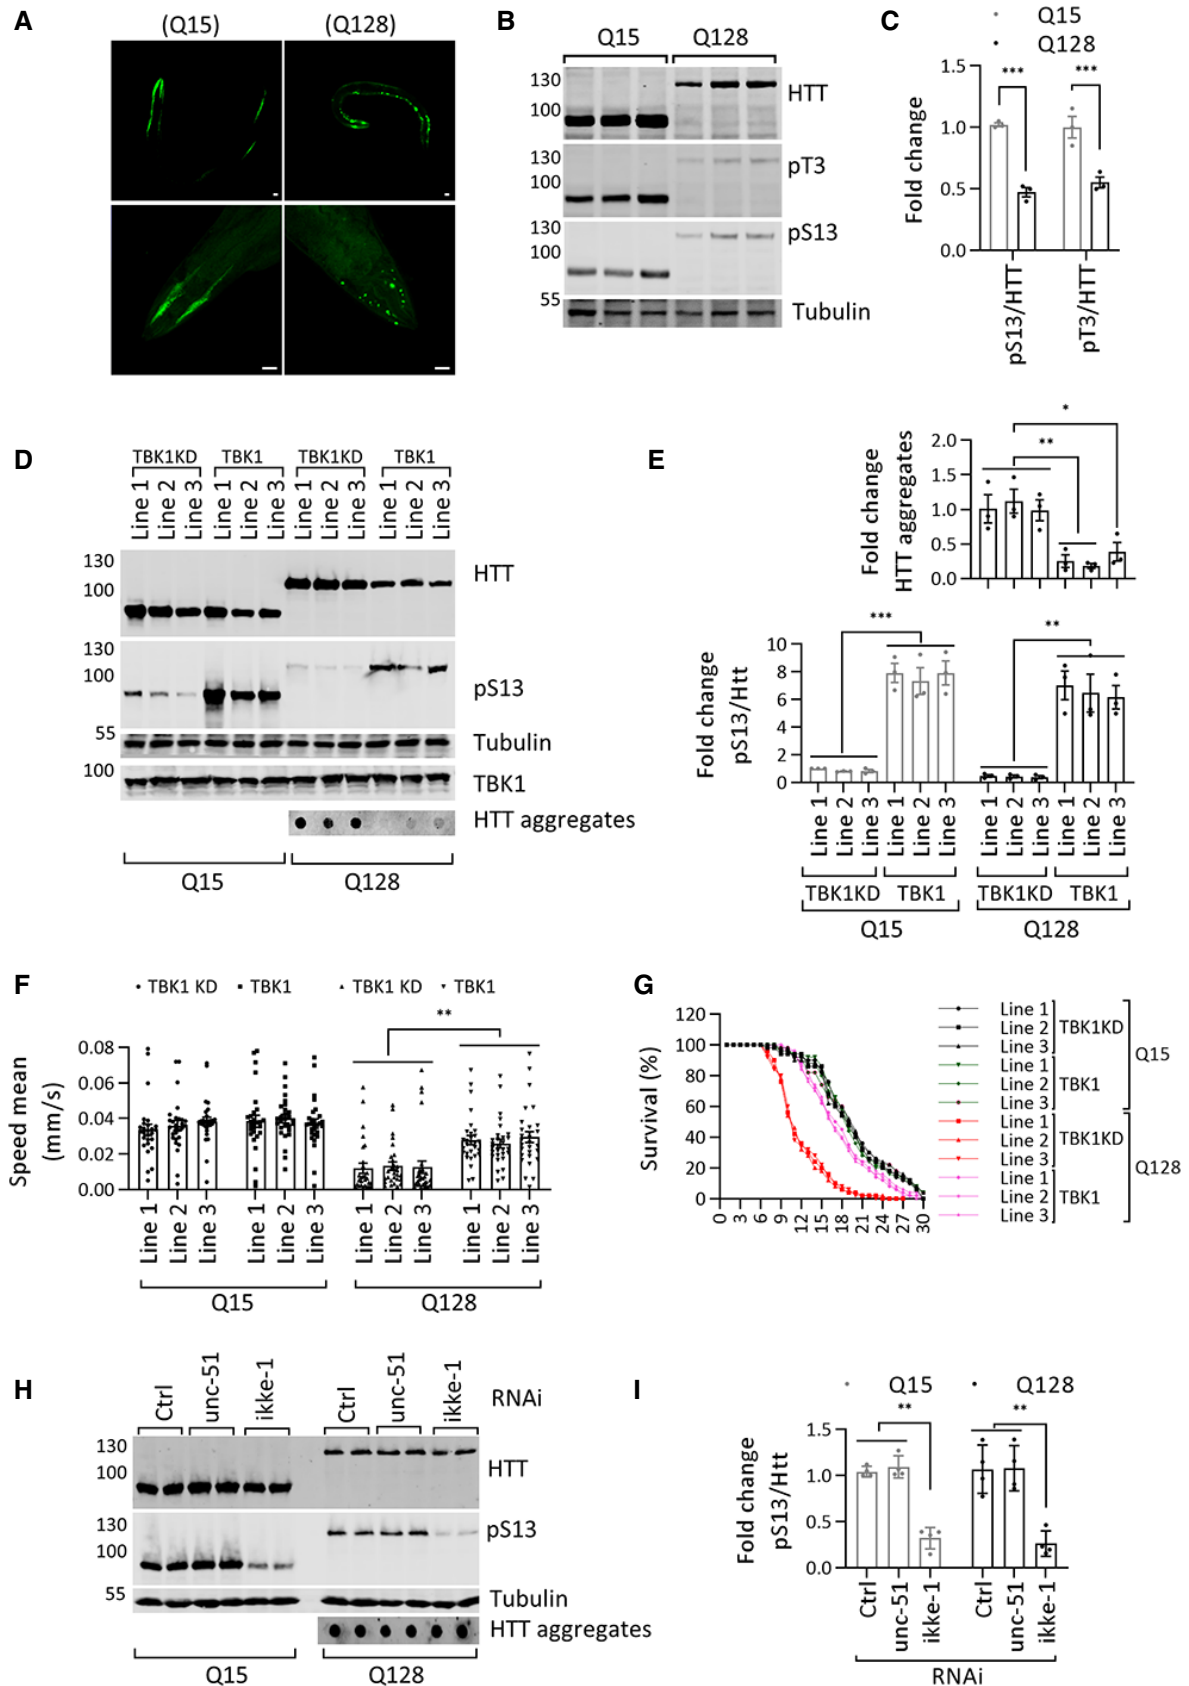 A
(Q15)
(Q128)
B
Q15
Q128
130
100
HTT
130
100
pT3
130
100
pS13
55
Tubulin
C
Q15
Q128
Fold change
1.5
1.0
0.5
0.0
***
***
pS13/HTT
pT3/HTT
D
TBK1KD
TBK1
TBK1KD
TBK1
Line 1
Line 2
Line 3
Line 1
Line 2
Line 3
Line 1
Line 2
Line 3
Line 1
Line 2
Line 3
130
100
HTT
130
100
pS13
55
Tubulin
100
TBK1
HTT aggregates
Q15
Q128
E
Fold change
HTT aggregates
2.0
1.5
1.0
0.5
0.0
*
**
Fold change
pS13/Htt
10
8
6
4
2
0
***
**
Line 1
Line 2
Line 3
Line 1
Line 2
Line 3
Line 1
Line 2
Line 3
Line 1
Line 2
Line 3
TBK1KD
TBK1
TBK1KD
TBK1
Q15
Q128
F
TBK1 KD
TBK1
TBK1 KD
TBK1
Speed mean
(mm/s)
0.08
0.06
0.04
0.02
0.00
**
Line 1
Line 2
Line 3
Line 1
Line 2
Line 3
Line 1
Line 2
Line 3
Line 1
Line 2
Line 3
Q15
Q128
G
Survival (%)
120
100
80
60
40
20
0
0 3 6 9 12 15 18 21 24 27 30
Line 1
Line 2
Line 3
TBK1KD
Line 1
Line 2
Line 3
TBK1
Q15
Line 1
Line 2
Line 3
TBK1KD
Line 1
Line 2
Line 3
TBK1
Q128
H
Ctrl
unc-51
ikke-1
Ctrl
unc-51
ikke-1
RNAi
130
100
HTT
130
100
pS13
55
Tubulin
HTT aggregates
Q15
Q128
I
Q15
Q128
Fold change
pS13/Htt
1.5
1.0
0.5
0.0
**
**
Ctrl
unc-51
ikke-1
Ctrl
unc-51
ikke-1
RNAi